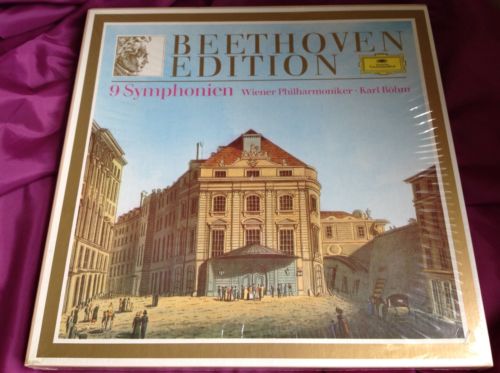 BEETHOVEN
EDITION
9 Symphonien Wiener Philharmoniker · Karl Böhm